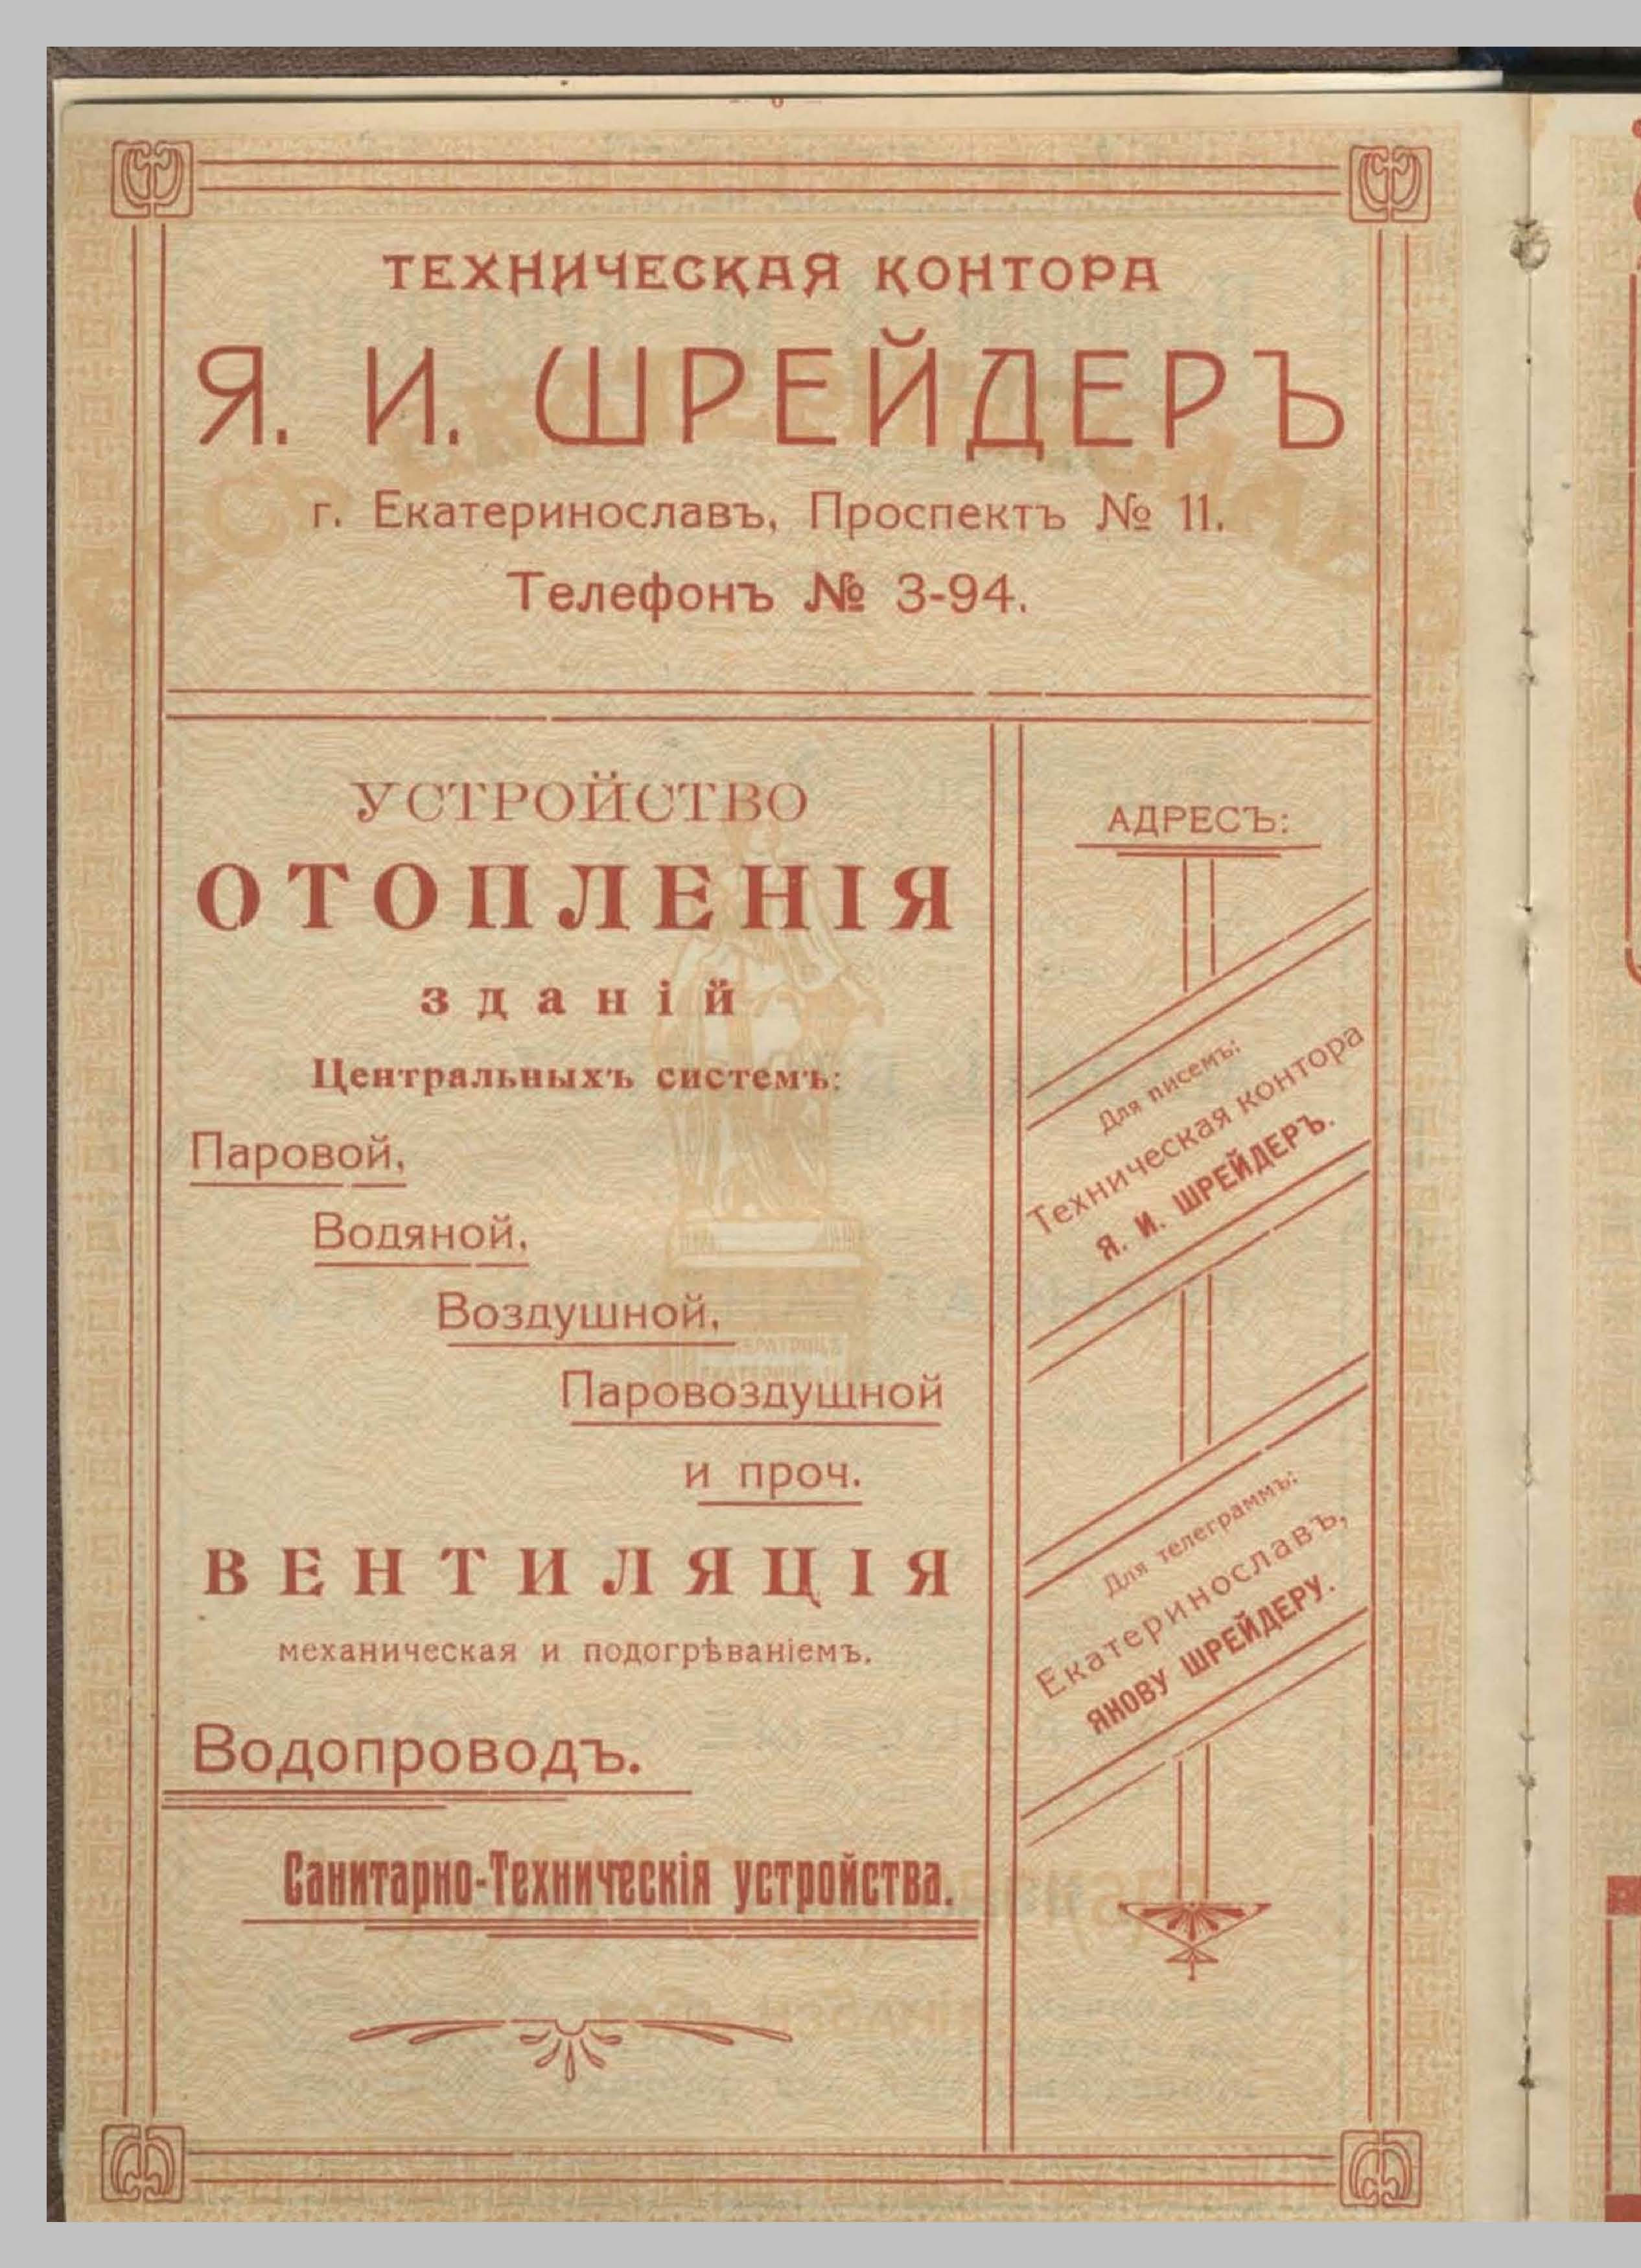 ТЕХНИЧЕСКАЯ КОНТОРА
Я. И. ШРЕЙДЕРЪ
г. Екатеринославъ, Проспектъ № 11.
Телефонъ № 3-94.
УСТРОЙСТВО
ОТОПЛЕНІЯ
зданій
Центральныхъ системъ:
Паровой,
Водяной,
Воздушной,
Паровоздушной
и проч.
ВЕНТИЛЯЦІЯ
механическая и подогрѣваніемъ.
Водопроводъ.
Санитарно-Техническія устройства.
АДРЕСЪ:
Для писемъ:
Техническая контора
Я. И. ШРЕЙДЕРЪ.
Для телеграммъ:
Екатеринославъ,
ЯНОВУ ШРЕЙДЕРУ.